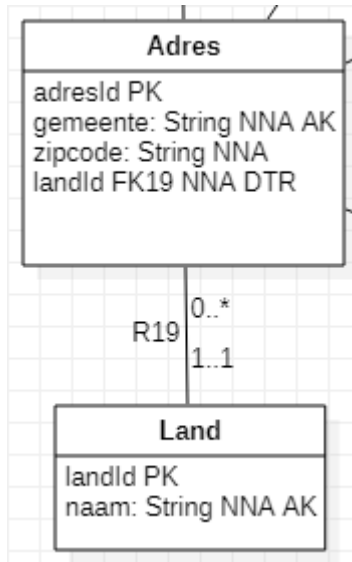 Adres
adresId PK
gemeente: String NNA AK
zipcode: String NNA
landId FK19 NNA DTR
0..*
R19
1..1
Land
landId PK
naam: String NNA AK